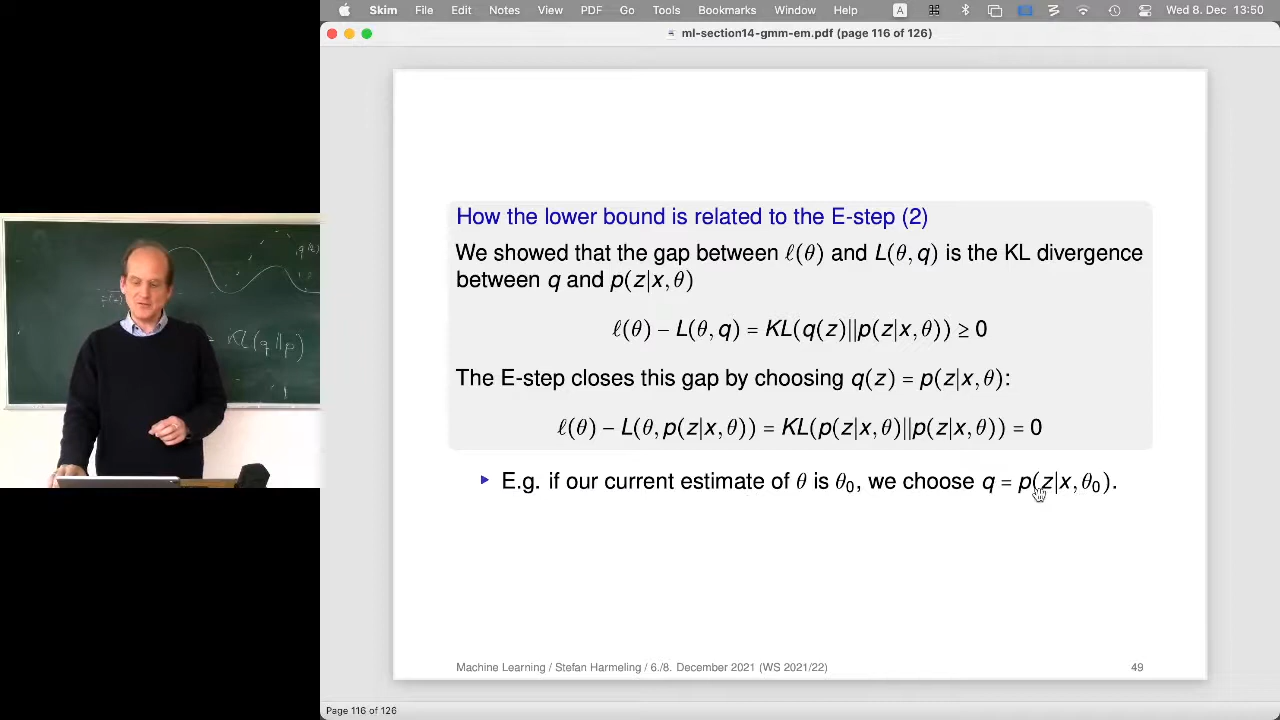 Skim File Edit Notes View PDF Go Tools Bookmarks Window Help A Wed 8. Dec 13:50
ml-section14-gmm-em.pdf (page 116 of 126)
q(z)
= KL(q||p)
How the lower bound is related to the E-step (2)
We showed that the gap between ℓ(θ) and L(θ, q) is the KL divergence
between q and p(z|x, θ)
ℓ(θ) − L(θ, q) = KL(q(z)||p(z|x, θ)) ≥ 0
The E-step closes this gap by choosing q(z) = p(z|x, θ):
ℓ(θ) − L(θ, p(z|x, θ)) = KL(p(z|x, θ)||p(z|x, θ)) = 0
E.g. if our current estimate of θ is θ₀, we choose q = p(z|x, θ₀).
Machine Learning / Stefan Harmeling / 6./8. December 2021 (WS 2021/22) 49
Page 116 of 126